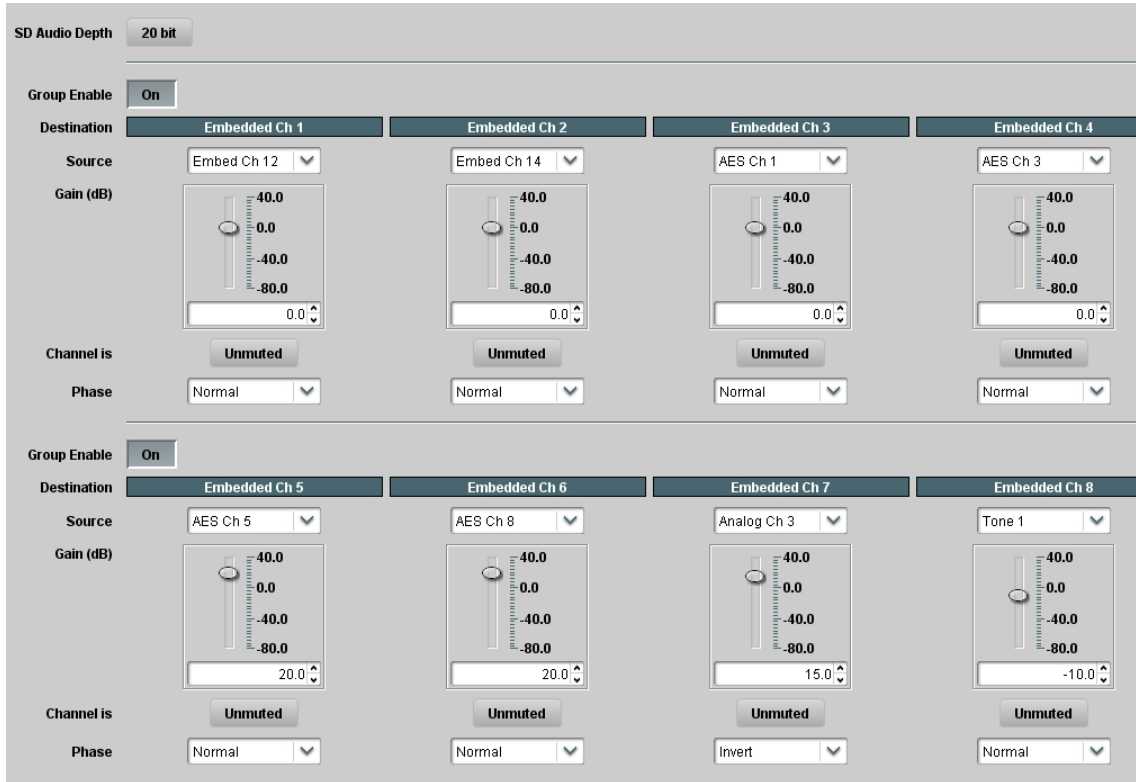 SD Audio Depth 20 bit
Group Enable On
Destination Embedded Ch 1 Embedded Ch 2 Embedded Ch 3 Embedded Ch 4
Source Embed Ch 12 Embed Ch 14 AES Ch 1 AES Ch 3
Gain (dB) 40.0 40.0 40.0 40.0
0.0 0.0 0.0 0.0
-40.0 -40.0 -40.0 -40.0
-80.0 -80.0 -80.0 -80.0
0.0 0.0 0.0 0.0
Channel is Unmuted Unmuted Unmuted Unmuted
Phase Normal Normal Normal Normal
Group Enable On
Destination Embedded Ch 5 Embedded Ch 6 Embedded Ch 7 Embedded Ch 8
Source AES Ch 5 AES Ch 8 Analog Ch 3 Tone 1
Gain (dB) 40.0 40.0 40.0 40.0
0.0 0.0 0.0 0.0
-40.0 -40.0 -40.0 -40.0
-80.0 -80.0 -80.0 -80.0
20.0 20.0 15.0 -10.0
Channel is Unmuted Unmuted Unmuted Unmuted
Phase Normal Normal Invert Normal